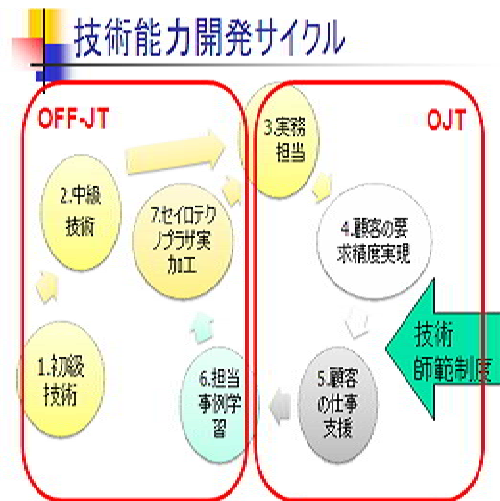 技術能力開発サイクル
OFF-JT
OJT
3.実務
担当
2.中級
技術
7.セイロテク
ノプラザ実
加工
4.顧客の要
求精度実現
技術
師範制度
1.初級
技術
6.担当
事例学
習
5.顧客
の仕事
支援